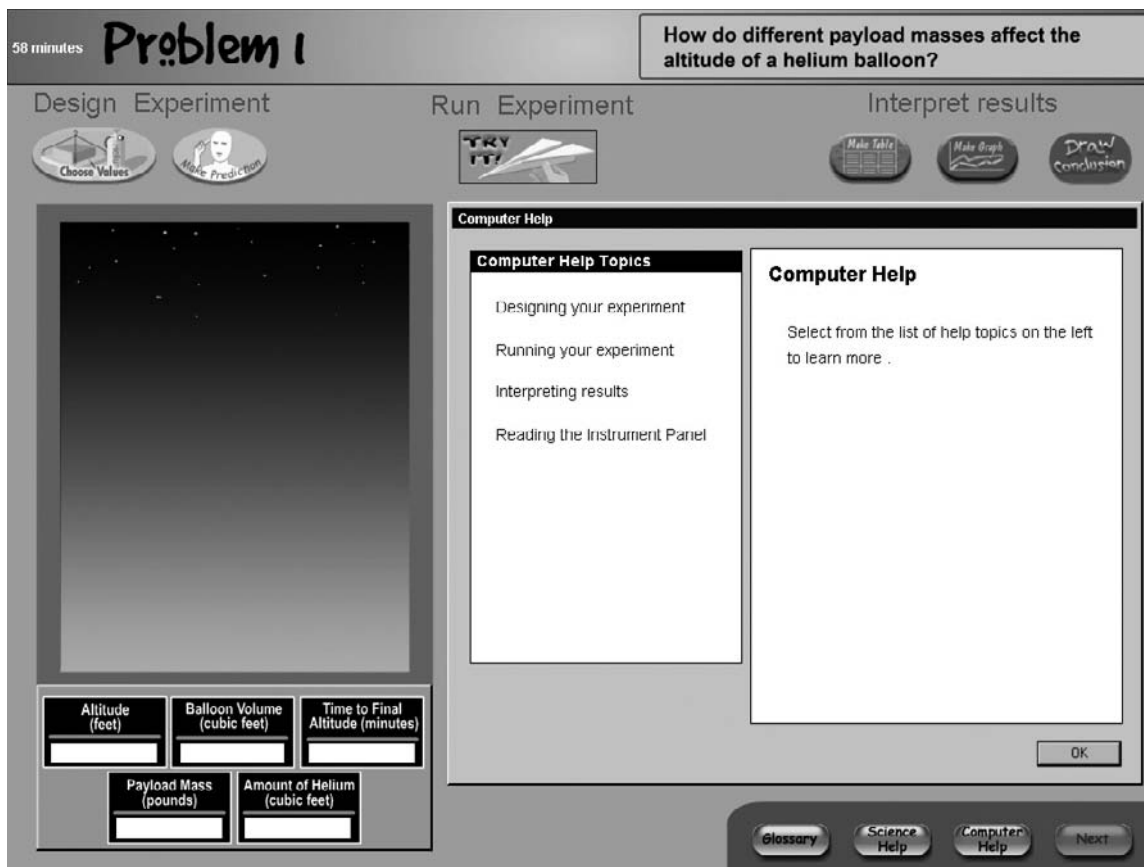 58 minutes
Problem 1
How do different payload masses affect the
altitude of a helium balloon?
Design Experiment
Run Experiment
Interpret results
Choose Values
Make Prediction
TRY
IT!
Make Table
Make Graph
Draw
conclusion
Computer Help
Computer Help Topics
Designing your experiment
Running your experiment
Interpreting results
Reading the Instrument Panel
Computer Help
Select from the list of help topics on the left
to learn more .
OK
Altitude
(feet)
Balloon Volume
(cubic feet)
Time to Final
Altitude (minutes)
Payload Mass
(pounds)
Amount of Helium
(cubic feet)
Glossary
Science
Help
Computer
Help
Next